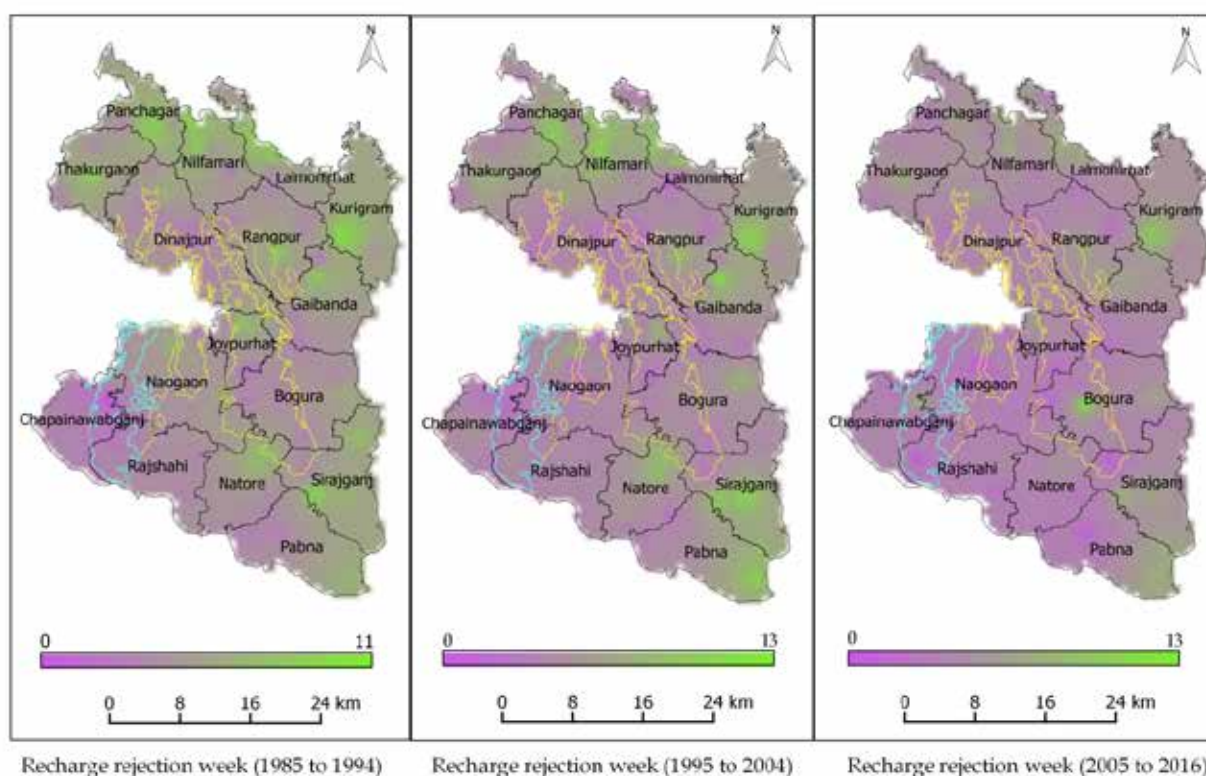 N
Panchagar
Thakurgaon
Nilfamari
Lalmonirhat
Kurigram
Dinajpur
Rangpur
Gaibanda
Joypurhat
Naogaon
Bogura
Chapainawabganj
Rajshahi
Natore
Sirajganj
Pabna
0 11
0 8 16 24 km
Recharge rejection week (1985 to 1994)
N
Panchagar
Thakurgaon
Nilfamari
Lalmonirhat
Kurigram
Dinajpur
Rangpur
Gaibanda
Joypurhat
Naogaon
Bogura
Chapainawabganj
Rajshahi
Natore
Sirajganj
Pabna
0 13
0 8 16 24 km
Recharge rejection week (1995 to 2004)
N
Panchagar
Thakurgaon
Nilfamari
Lalmonirhat
Kurigram
Dinajpur
Rangpur
Gaibanda
Joypurhat
Naogaon
Bogura
Chapainawabganj
Rajshahi
Natore
Sirajganj
Pabna
0 13
0 8 16 24 km
Recharge rejection week (2005 to 2016)